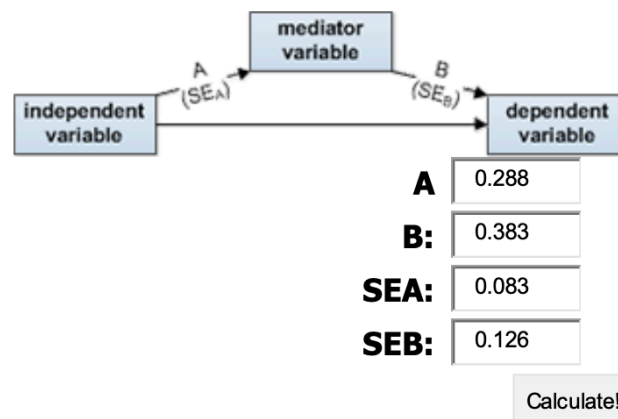 mediator
variable
A
(SEA)
B
(SEB)
independent
variable
dependent
variable
A 0.288
B: 0.383
SEA: 0.083
SEB: 0.126
Calculate!